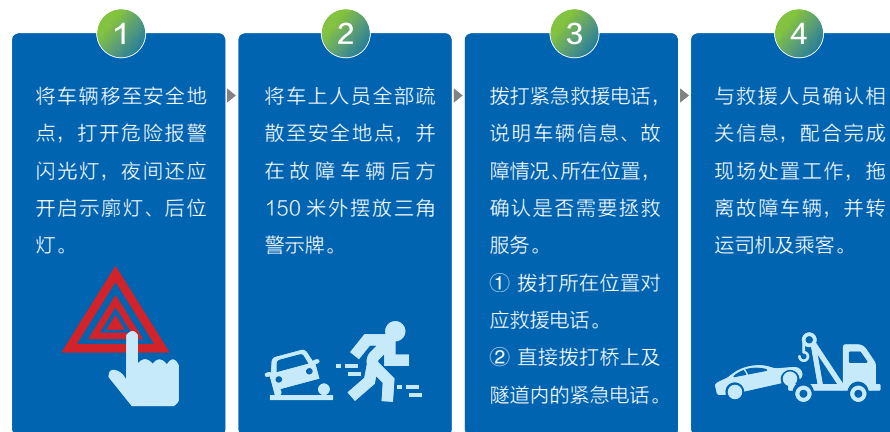 1
将车辆移至安全地
点，打开危险报警
闪光灯，夜间还应
开启示廓灯、后位
灯。
2
将车上人员全部疏
散至安全地点，并
在故障车辆后方
150 米外摆放三角
警示牌。
3
拨打紧急救援电话，
说明车辆信息、故
障情况、所在位置，
确认是否需要拯救
服务。
① 拨打所在位置对
应救援电话。
② 直接拨打桥上及
隧道内的紧急电话。
4
与救援人员确认相
关信息，配合完成
现场处置工作，拖
离故障车辆，并转
运司机及乘客。